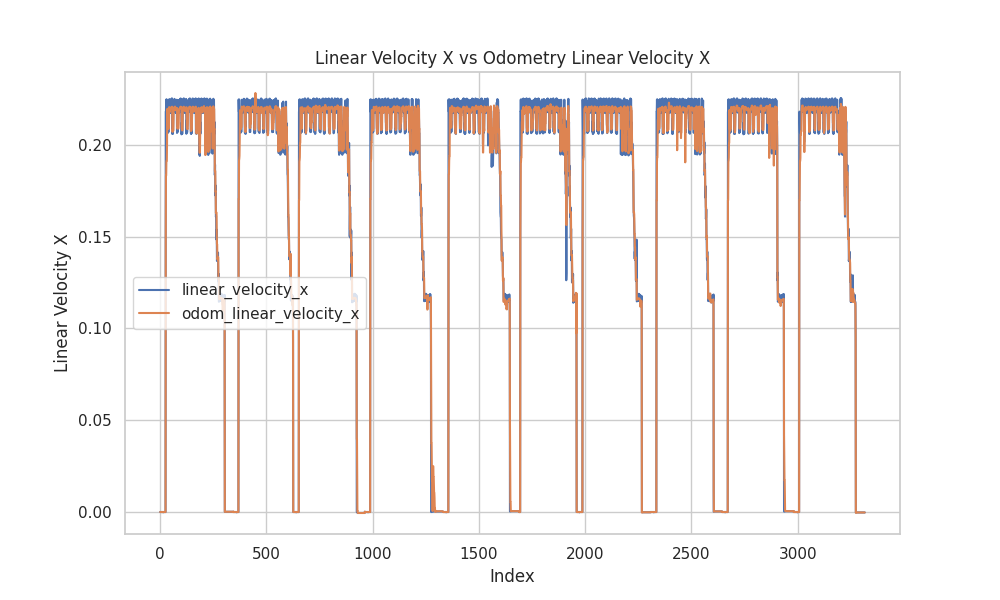 Linear Velocity X vs Odometry Linear Velocity X
Linear Velocity X
0.20
0.15
0.10
0.05
0.00
linear_velocity_x
odom_linear_velocity_x
0 500 1000 1500 2000 2500 3000
Index